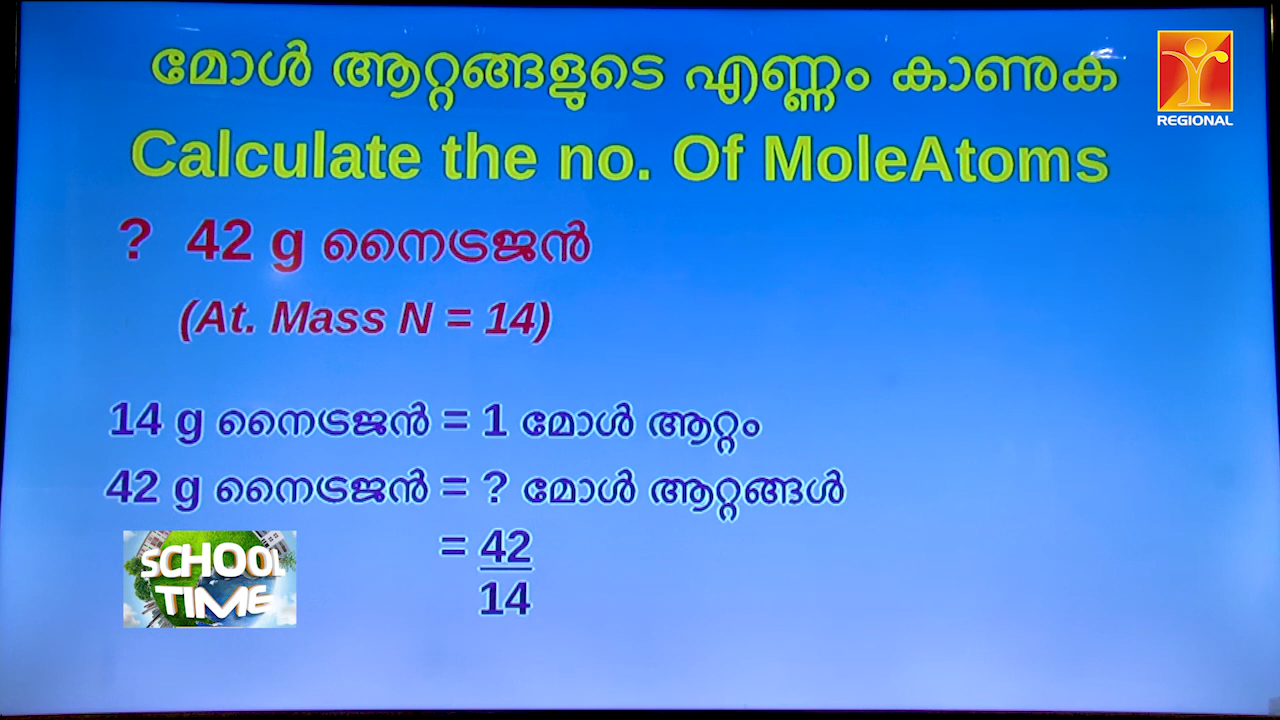 മോൾ ആറ്റങ്ങളുടെ എണ്ണം കാണുക
REGIONAL
Calculate the no. Of MoleAtoms
? 42 g നൈട്രജൻ
(At. Mass N = 14)
14 g നൈട്രജൻ = 1 മോൾ ആറ്റം
42 g നൈട്രജൻ = ? മോൾ ആറ്റങ്ങൾ
= 42
14
SCHOOL
TIME